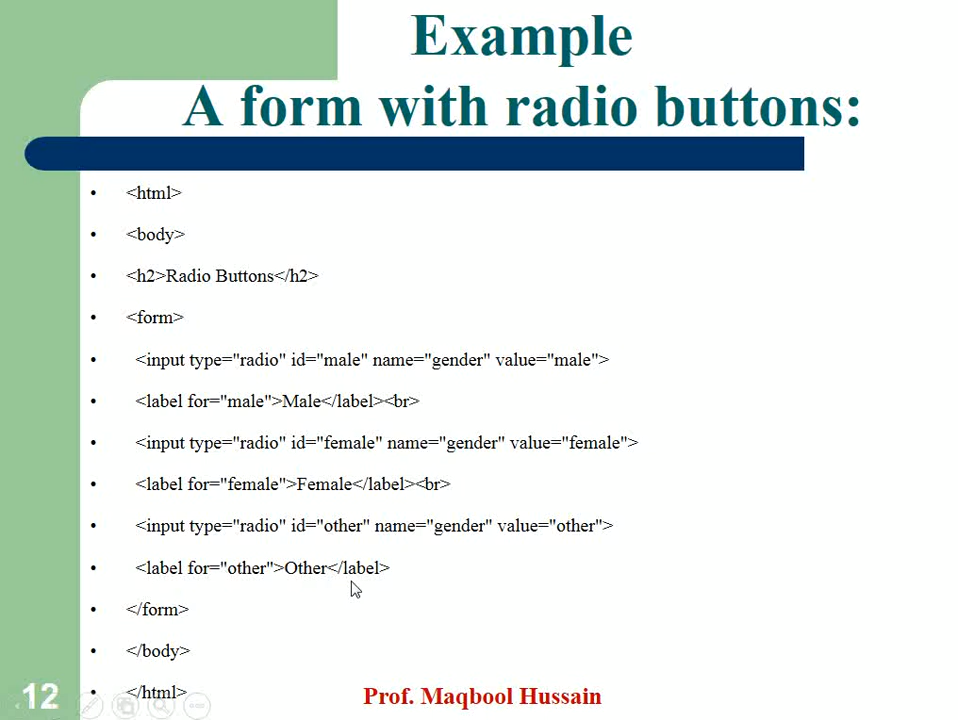 Example
A form with radio buttons:
• <html>
• <body>
• <h2>Radio Buttons</h2>
• <form>
• <input type="radio" id="male" name="gender" value="male">
• <label for="male">Male</label><br>
• <input type="radio" id="female" name="gender" value="female">
• <label for="female">Female</label><br>
• <input type="radio" id="other" name="gender" value="other">
• <label for="other">Other</label>
• </form>
• </body>
• </html>
12
Prof. Maqbool Hussain